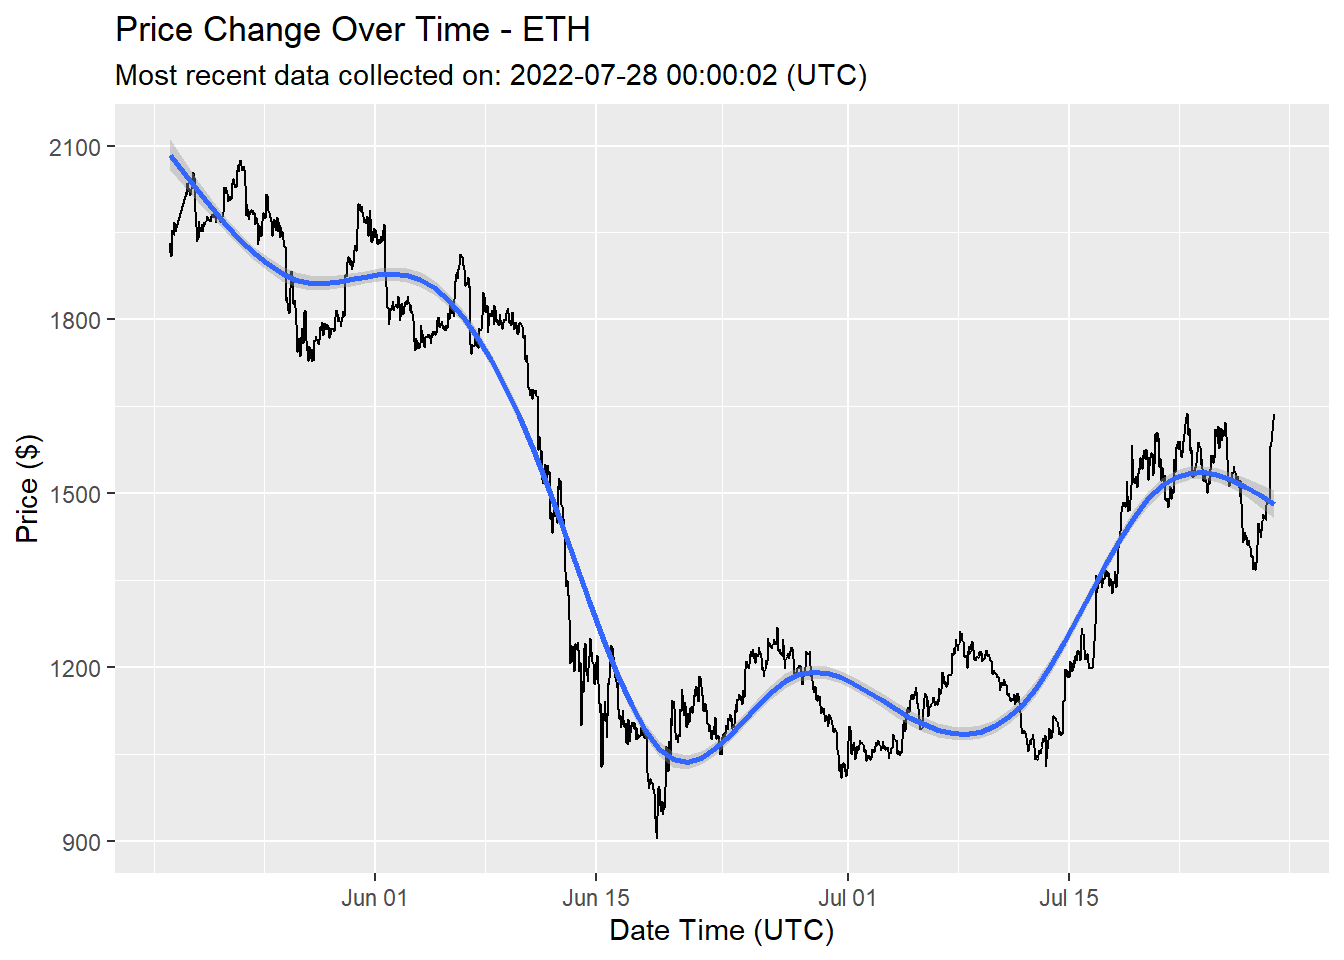 Price Change Over Time - ETH
Most recent data collected on: 2022-07-28 00:00:02 (UTC)
2100
1800
1500
1200
900
Price ($)
Jun 01 Jun 15 Jul 01 Jul 15
Date Time (UTC)